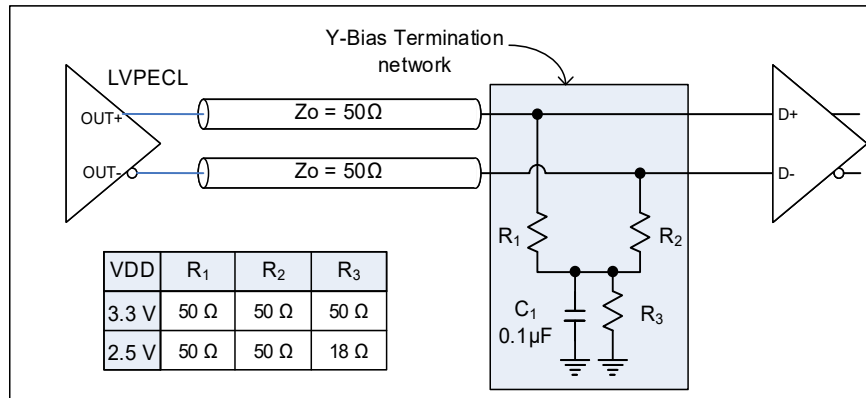 Y-Bias Termination
network
LVPECL
OUT+
Zo = 50Ω
D+
OUT-
Zo = 50Ω
D-
R1
R2
VDD R1 R2 R3
3.3 V 50 Ω 50 Ω 50 Ω
2.5 V 50 Ω 50 Ω 18 Ω
C1
0.1µF
R3